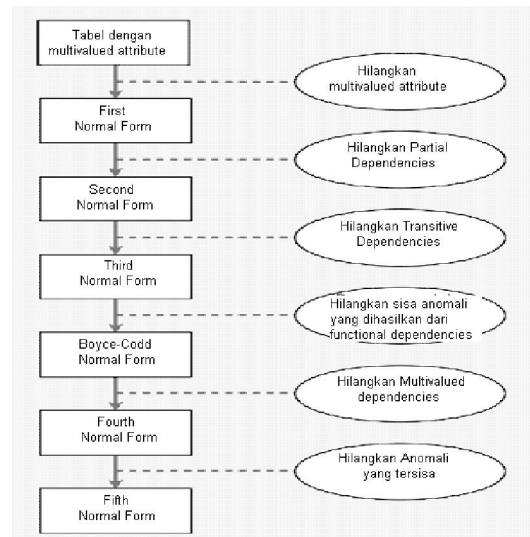 Tabel dengan
multivalued attribute
Hilangkan
multivalued attribute
First
Normal Form
Hilangkan Partial
Dependencies
Second
Normal Form
Hilangkan Transitive
Dependencies
Third
Normal Form
Hilangkan sisa anomali
yang dihasilkan dari
functional dependencies
Boyce-Codd
Normal Form
Hilangkan Multivalued
dependencies
Fourth
Normal Form
Hilangkan Anomali
yang tersisa
Fifth
Normal Form